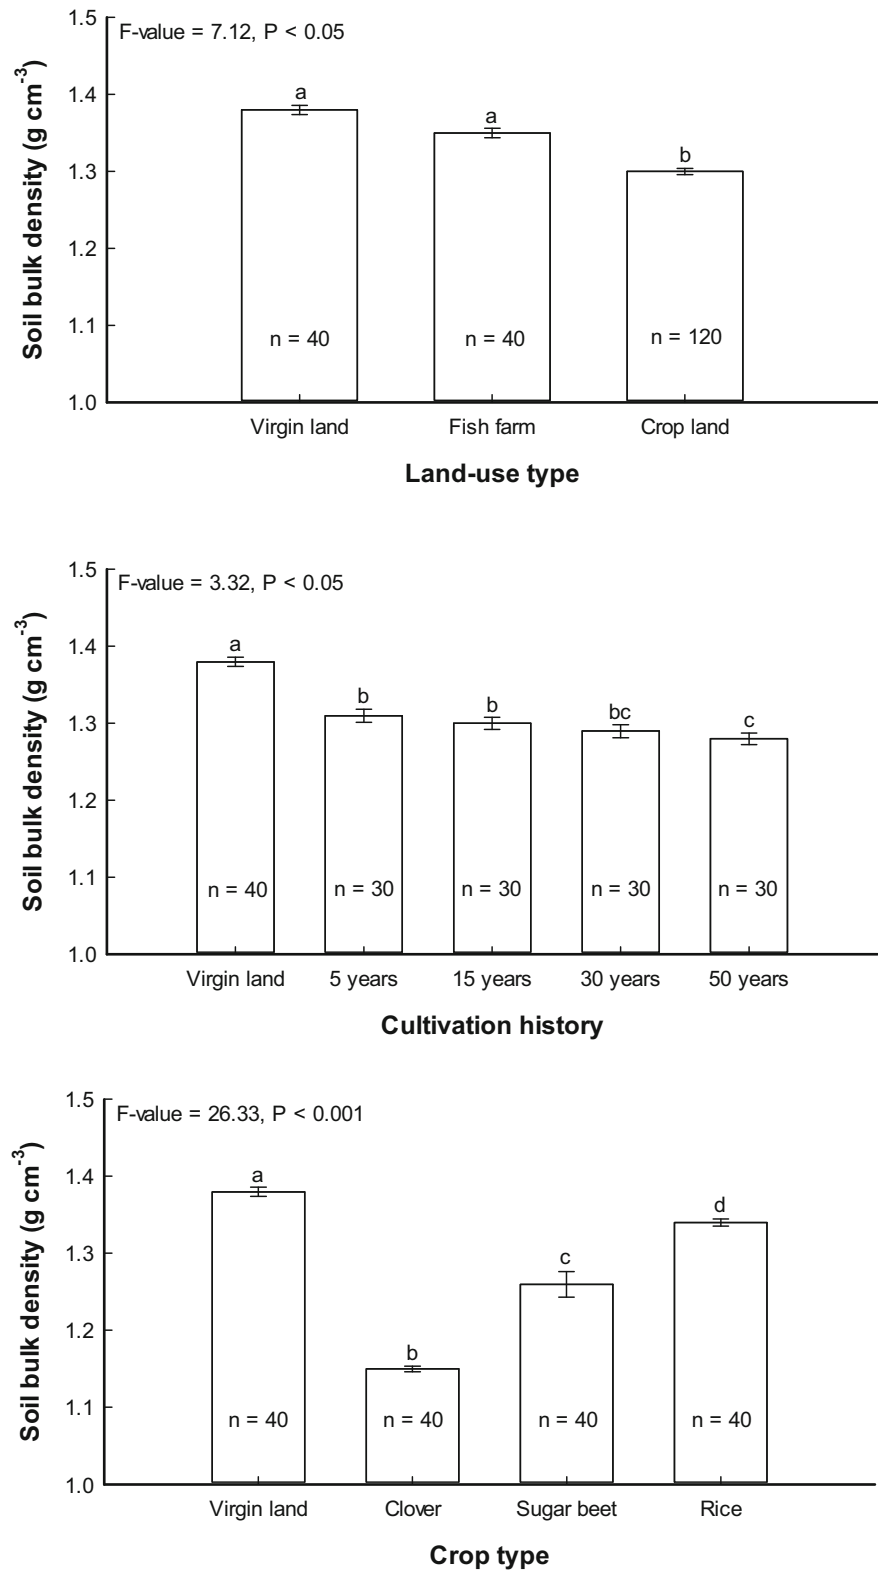 F-value = 7.12, P < 0.05
Soil bulk density (g cm⁻³)
1.5
1.4
1.3
1.2
1.1
1.0
a
a
b
n = 40
n = 40
n = 120
Virgin land
Fish farm
Crop land
Land-use type
F-value = 3.32, P < 0.05
Soil bulk density (g cm⁻³)
1.5
1.4
1.3
1.2
1.1
1.0
a
b
b
bc
c
n = 40
n = 30
n = 30
n = 30
n = 30
Virgin land
5 years
15 years
30 years
50 years
Cultivation history
F-value = 26.33, P < 0.001
Soil bulk density (g cm⁻³)
1.5
1.4
1.3
1.2
1.1
1.0
a
b
c
d
n = 40
n = 40
n = 40
n = 40
Virgin land
Clover
Sugar beet
Rice
Crop type